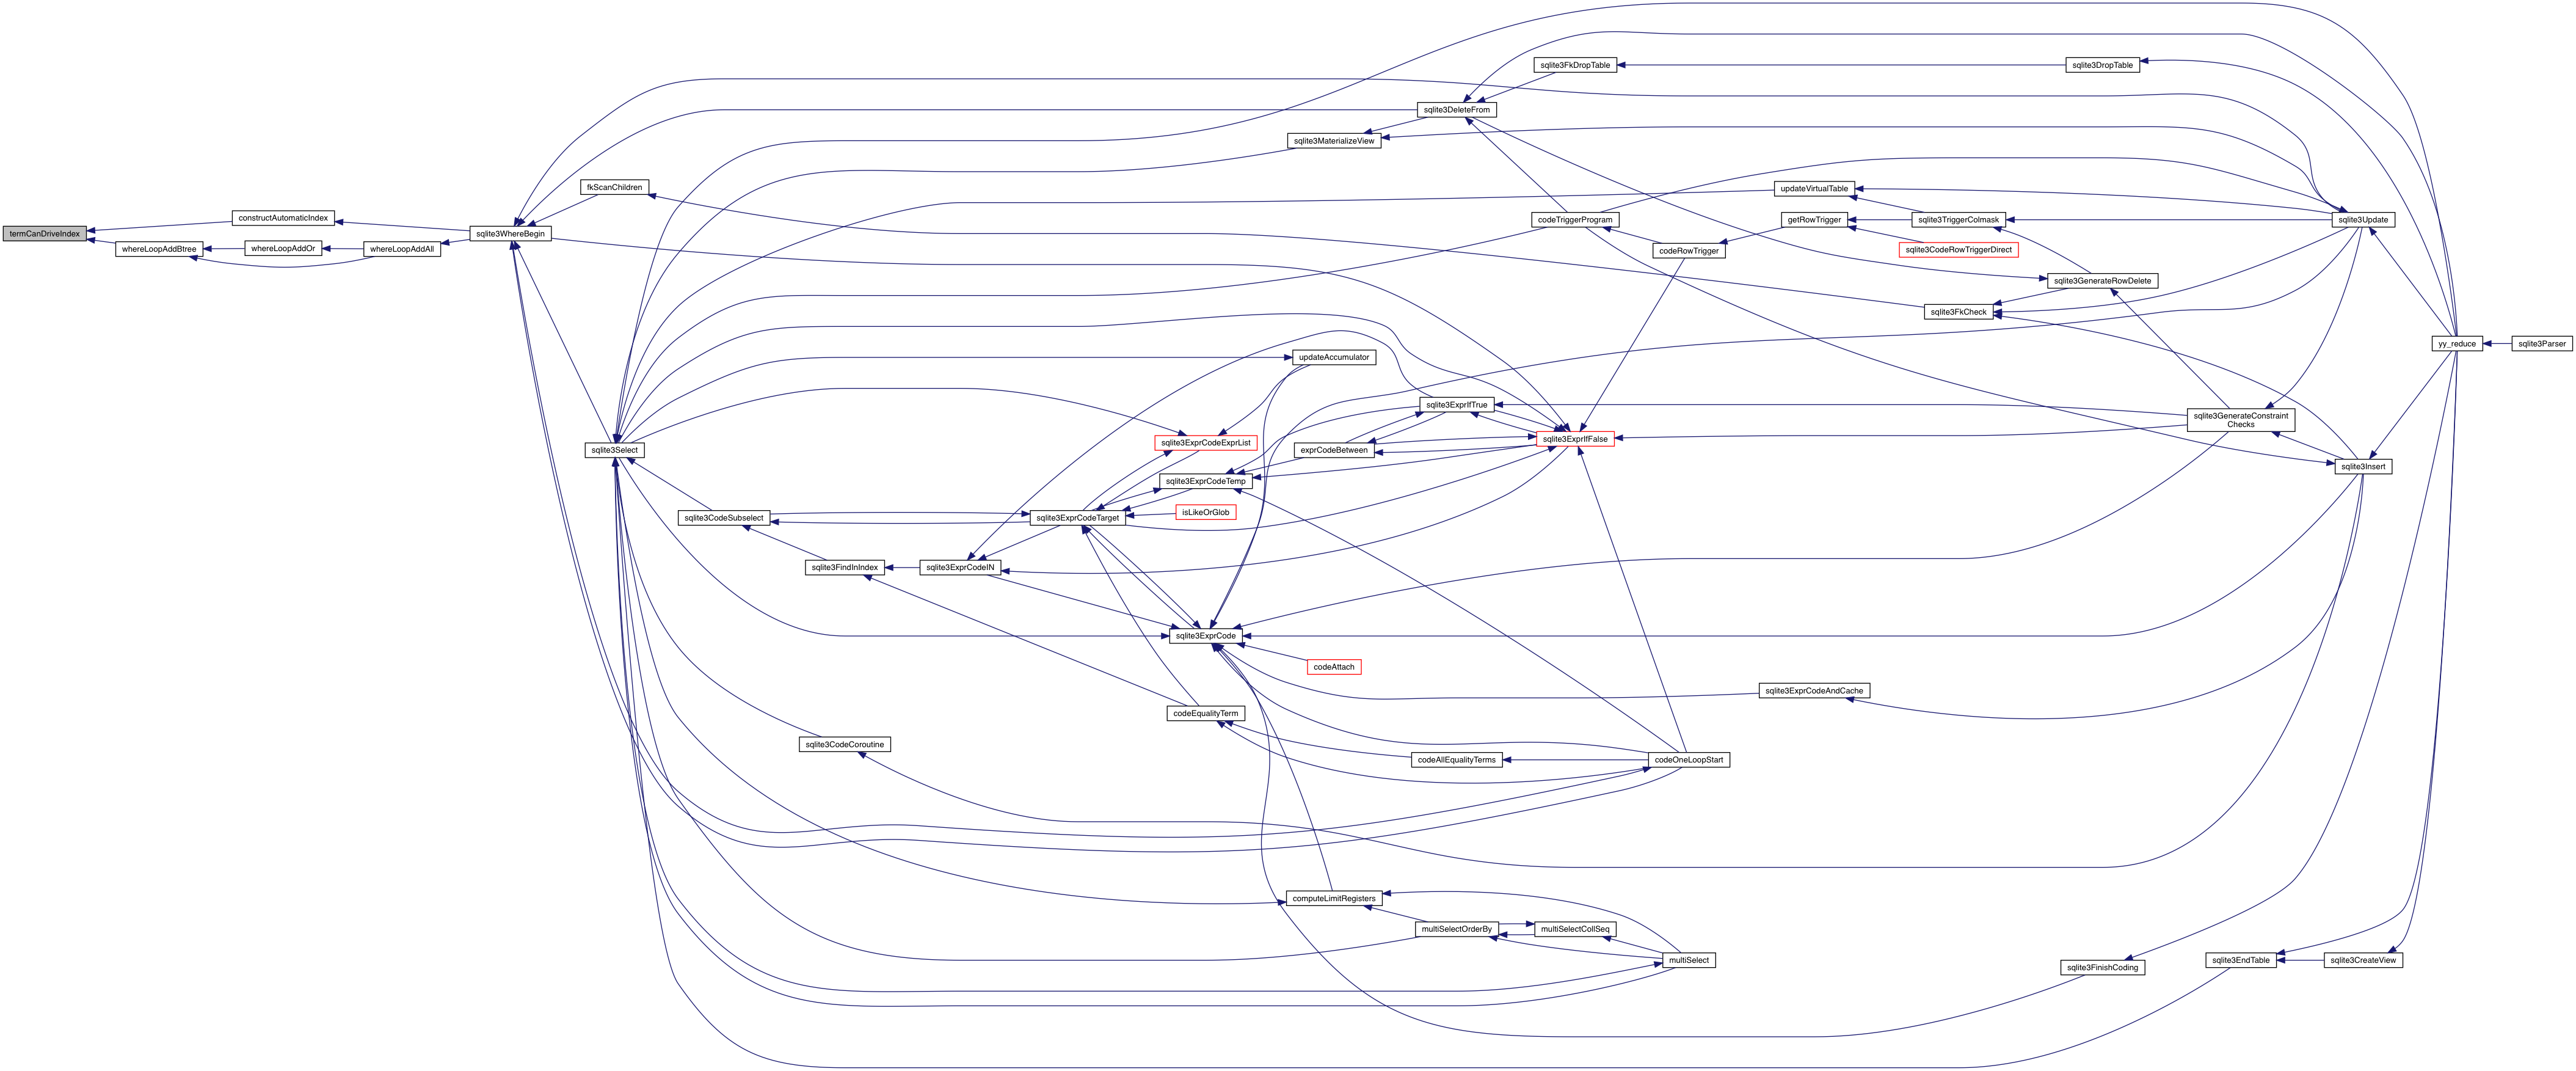 termCanDriveIndex
constructAutomaticIndex
whereLoopAddBtree
whereLoopAddOr
whereLoopAddAll
sqlite3WhereBegin
fkScanChildren
sqlite3Select
sqlite3CodeSubselect
sqlite3FindInIndex
sqlite3CodeCoroutine
sqlite3ExprCodeIN
sqlite3ExprCodeTarget
sqlite3ExprCodeExprList
sqlite3ExprCodeTemp
isLikeOrGlob
sqlite3ExprCode
codeEqualityTerm
sqlite3MaterializeView
updateAccumulator
exprCodeBetween
codeAttach
computeLimitRegisters
sqlite3DeleteFrom
sqlite3ExprIfTrue
codeAllEqualityTerms
multiSelectOrderBy
sqlite3FkDropTable
codeTriggerProgram
sqlite3ExprIfFalse
multiSelectCollSeq
codeRowTrigger
codeOneLoopStart
multiSelect
updateVirtualTable
getRowTrigger
sqlite3ExprCodeAndCache
sqlite3TriggerColmask
sqlite3CodeRowTriggerDirect
sqlite3FkCheck
sqlite3DropTable
sqlite3GenerateRowDelete
sqlite3FinishCoding
sqlite3GenerateConstraint
Checks
sqlite3EndTable
sqlite3Update
sqlite3Insert
sqlite3CreateView
yy_reduce
sqlite3Parser